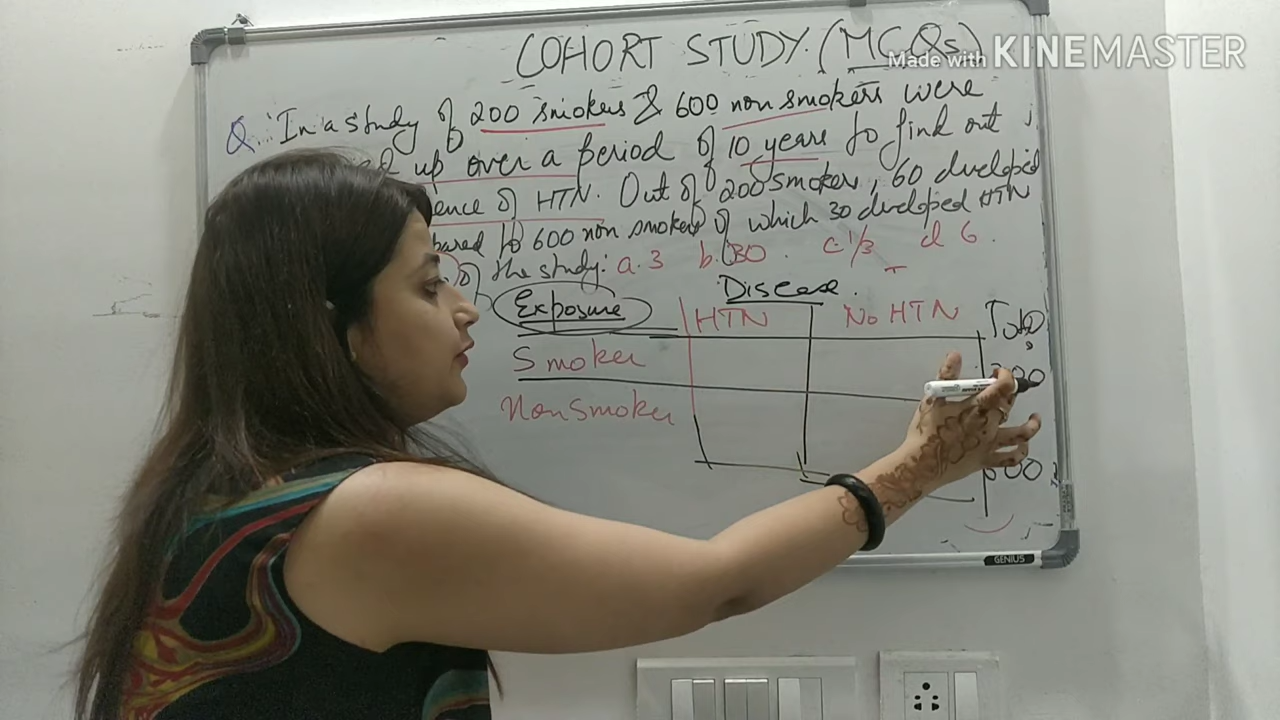 COHORT STUDY. (MCQs)
Made with KINEMASTER
Q. In a study of 200 smokers & 600 non smokers were
up over a period of 10 years to find out
ence of HTN. Out of 200 smokers, 60 developed
pared to 600 non smokers of which 30 developed HTN
of the study: a. 3 b. 30. c. 1/3 d 6.
Disease.
Exposure HTN No HTN Total
Smoker 200
Non smoker 600
GENIUS